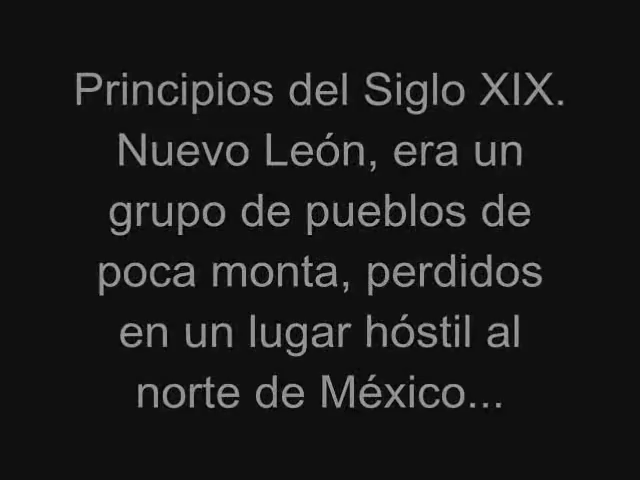 Principios del Siglo XIX.
Nuevo León, era un
grupo de pueblos de
poca monta, perdidos
en un lugar hóstil al
norte de México...